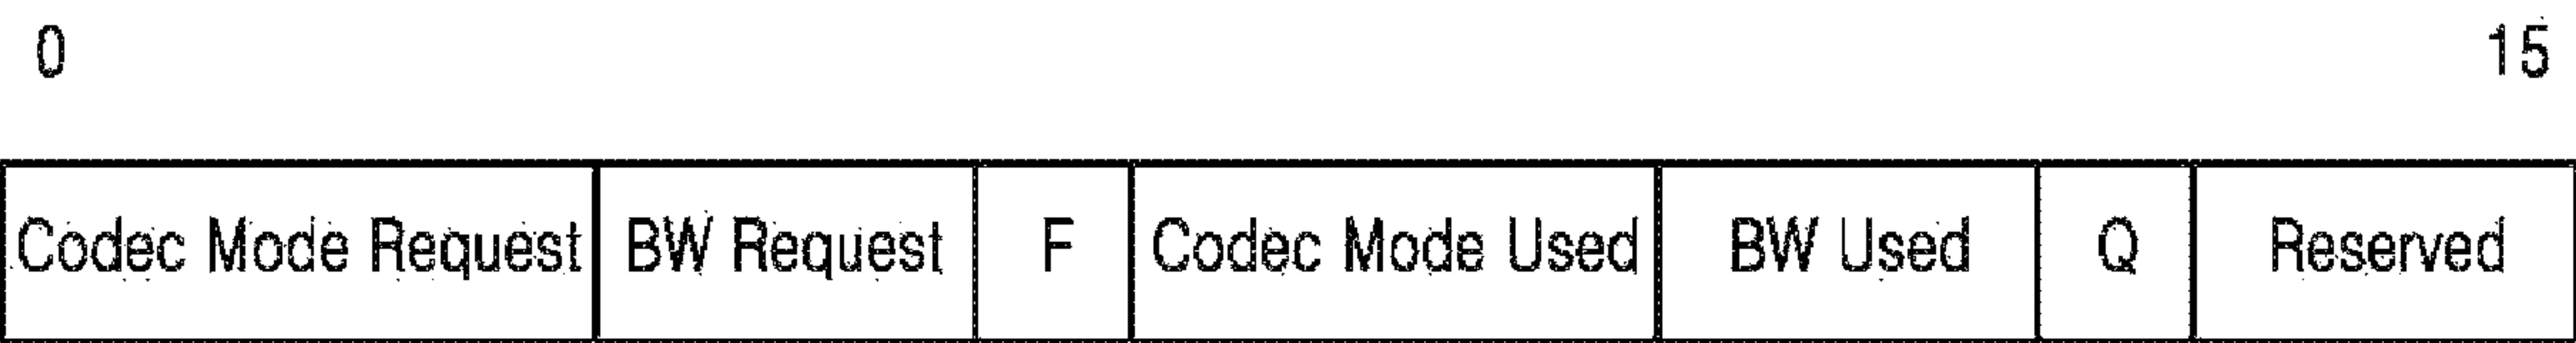 0 15
Codec Mode Request BW Request F Codec Mode Used BW Used Q Reserved